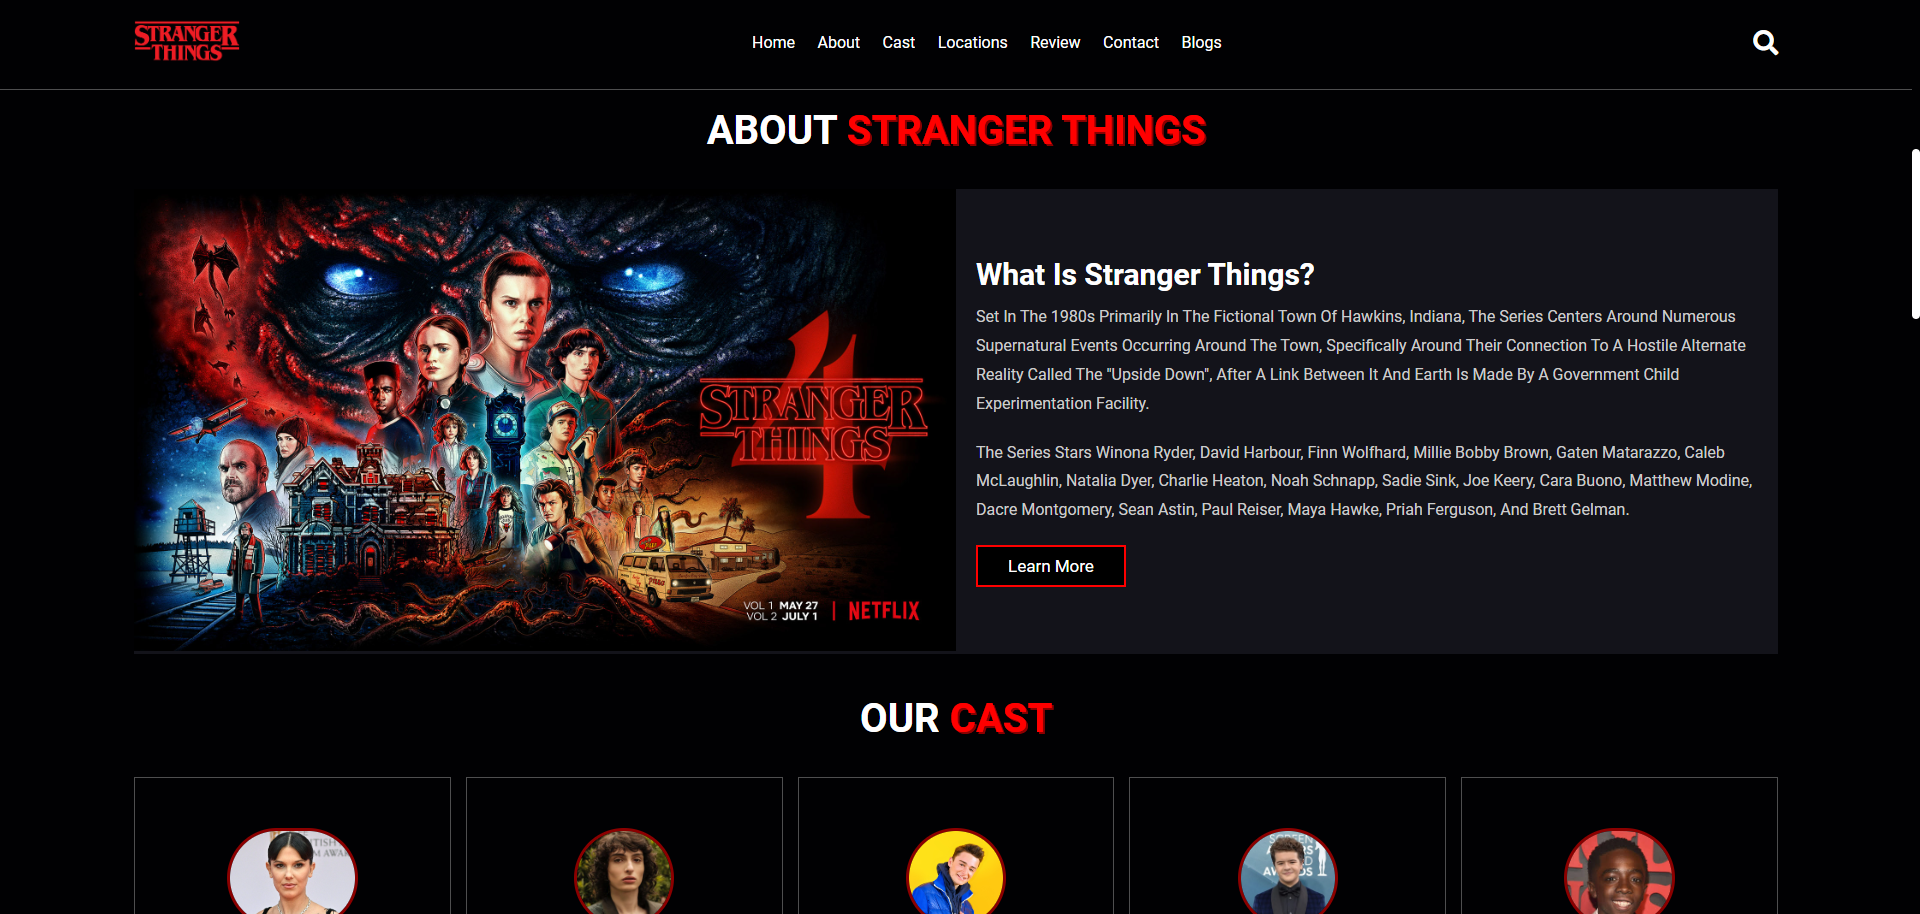 STRANGER
THINGS
Home About Cast Locations Review Contact Blogs
ABOUT STRANGER THINGS
4
STRANGER
THINGS
VOL 1 MAY 27
VOL 2 JULY 1
NETFLIX
What Is Stranger Things?
Set In The 1980s Primarily In The Fictional Town Of Hawkins, Indiana, The Series Centers Around Numerous
Supernatural Events Occurring Around The Town, Specifically Around Their Connection To A Hostile Alternate
Reality Called The "Upside Down", After A Link Between It And Earth Is Made By A Government Child
Experimentation Facility.
The Series Stars Winona Ryder, David Harbour, Finn Wolfhard, Millie Bobby Brown, Gaten Matarazzo, Caleb
McLaughlin, Natalia Dyer, Charlie Heaton, Noah Schnapp, Sadie Sink, Joe Keery, Cara Buono, Matthew Modine,
Dacre Montgomery, Sean Astin, Paul Reiser, Maya Hawke, Priah Ferguson, And Brett Gelman.
Learn More
OUR CAST